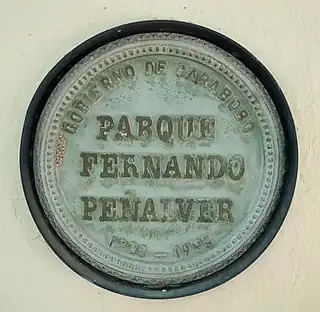 GOBIERNO DE CARABOBO
PARQUE
FERNANDO
PEÑALVER